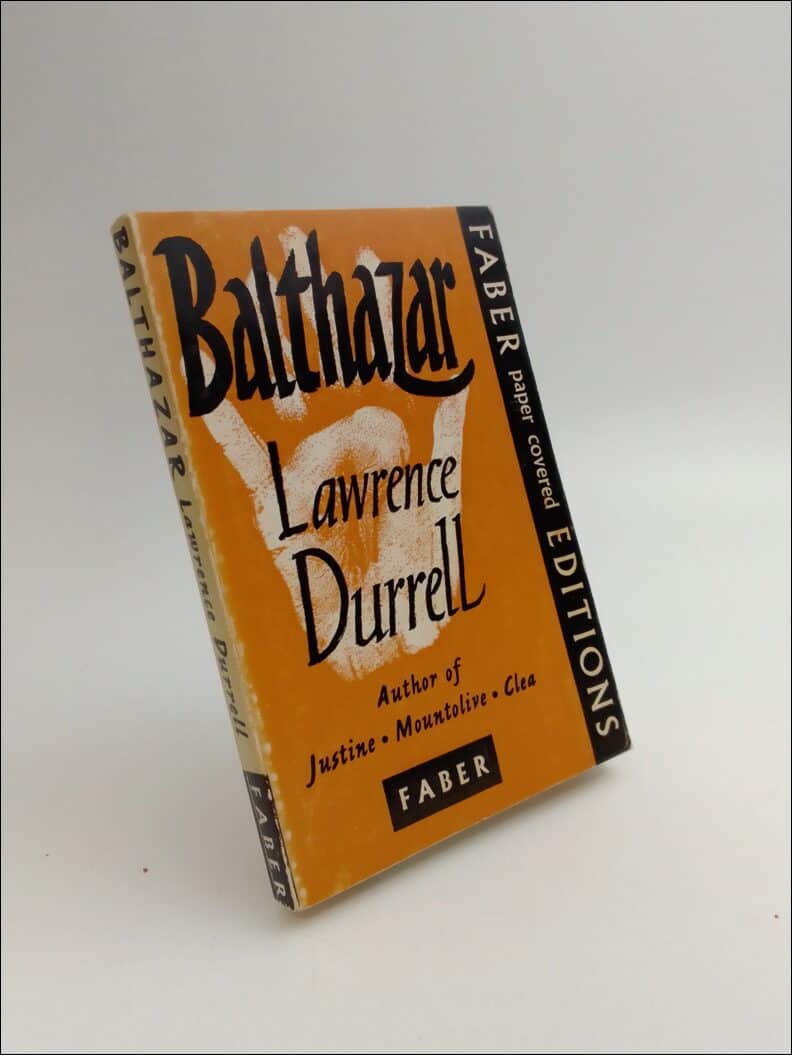 BALTHAZAR Lawrence Durrell FABER
Balthazar
Lawrence
Durrell
Author of
Justine • Mountolive • Clea
FABER
FABER paper covered EDITIONS